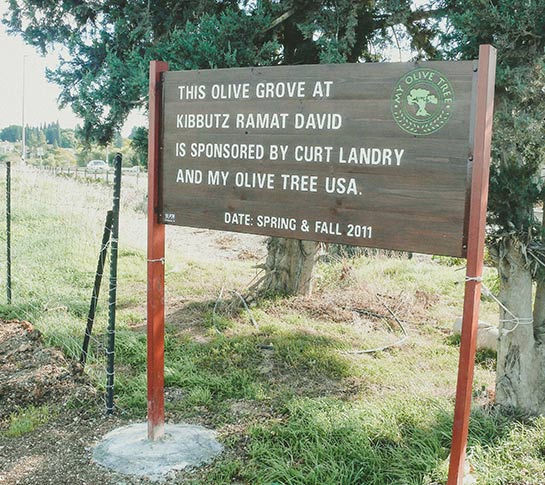 THIS OLIVE GROVE AT
KIBBUTZ RAMAT DAVID
IS SPONSORED BY CURT LANDRY
AND MY OLIVE TREE USA.
DATE: SPRING & FALL 2011
MY OLIVE TREE